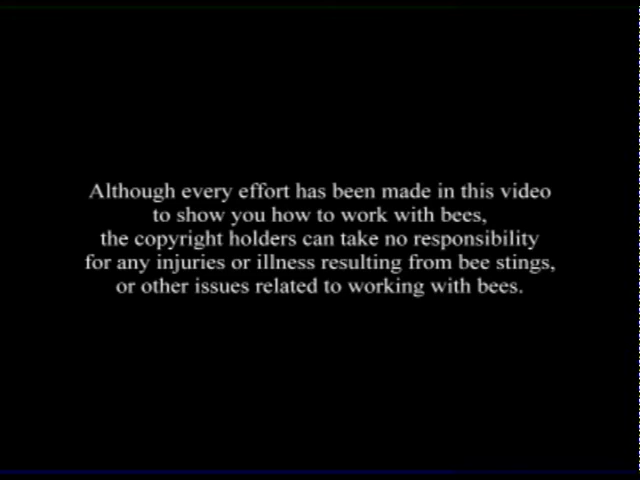 Although every effort has been made in this video
to show you how to work with bees,
the copyright holders can take no responsibility
for any injuries or illness resulting from bee stings,
or other issues related to working with bees.